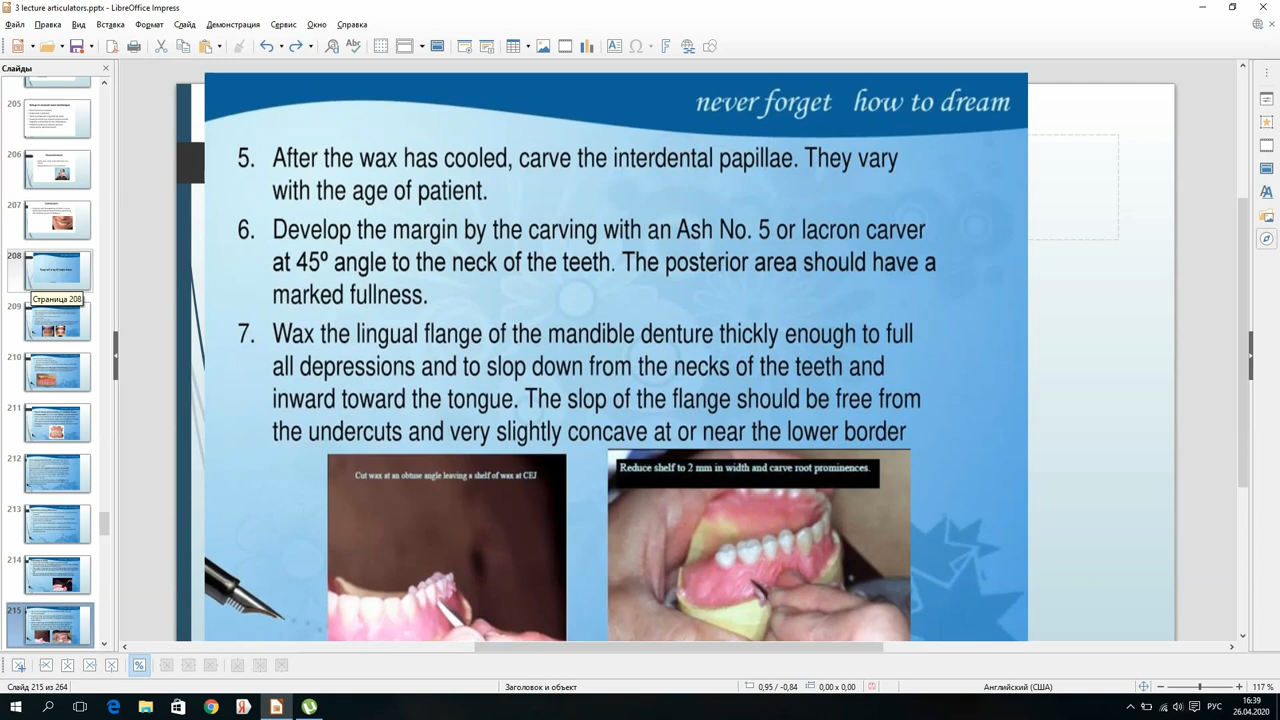 3 lecture articulators.pptx - LibreOffice Impress
Файл Правка Вид Вставка Формат Слайд Демонстрация Сервис Окно Справка
Слайды
205
206
207
208
Страница 208
209
210
211
212
213
214
215
never forget how to dream
5. After the wax has cooled, carve the interdental papillae. They vary
with the age of patient.
6. Develop the margin by the carving with an Ash No. 5 or lacron carver
at 45º angle to the neck of the teeth. The posterior area should have a
marked fullness.
7. Wax the lingual flange of the mandible denture thickly enough to full
all depressions and to slop down from the necks of the teeth and
inward toward the tongue. The slop of the flange should be free from
the undercuts and very slightly concave at or near the lower border
Cut wax at an obtuse angle leaving a shelf of wax at CEJ
Reduce shelf to 2 mm in width and carve root prominences.
Слайд 215 из 264
Заголовок и объект
0,95 / -0,84
0,00 x 0,00
Английский (США)
117 %
РУС
16:39
26.04.2020